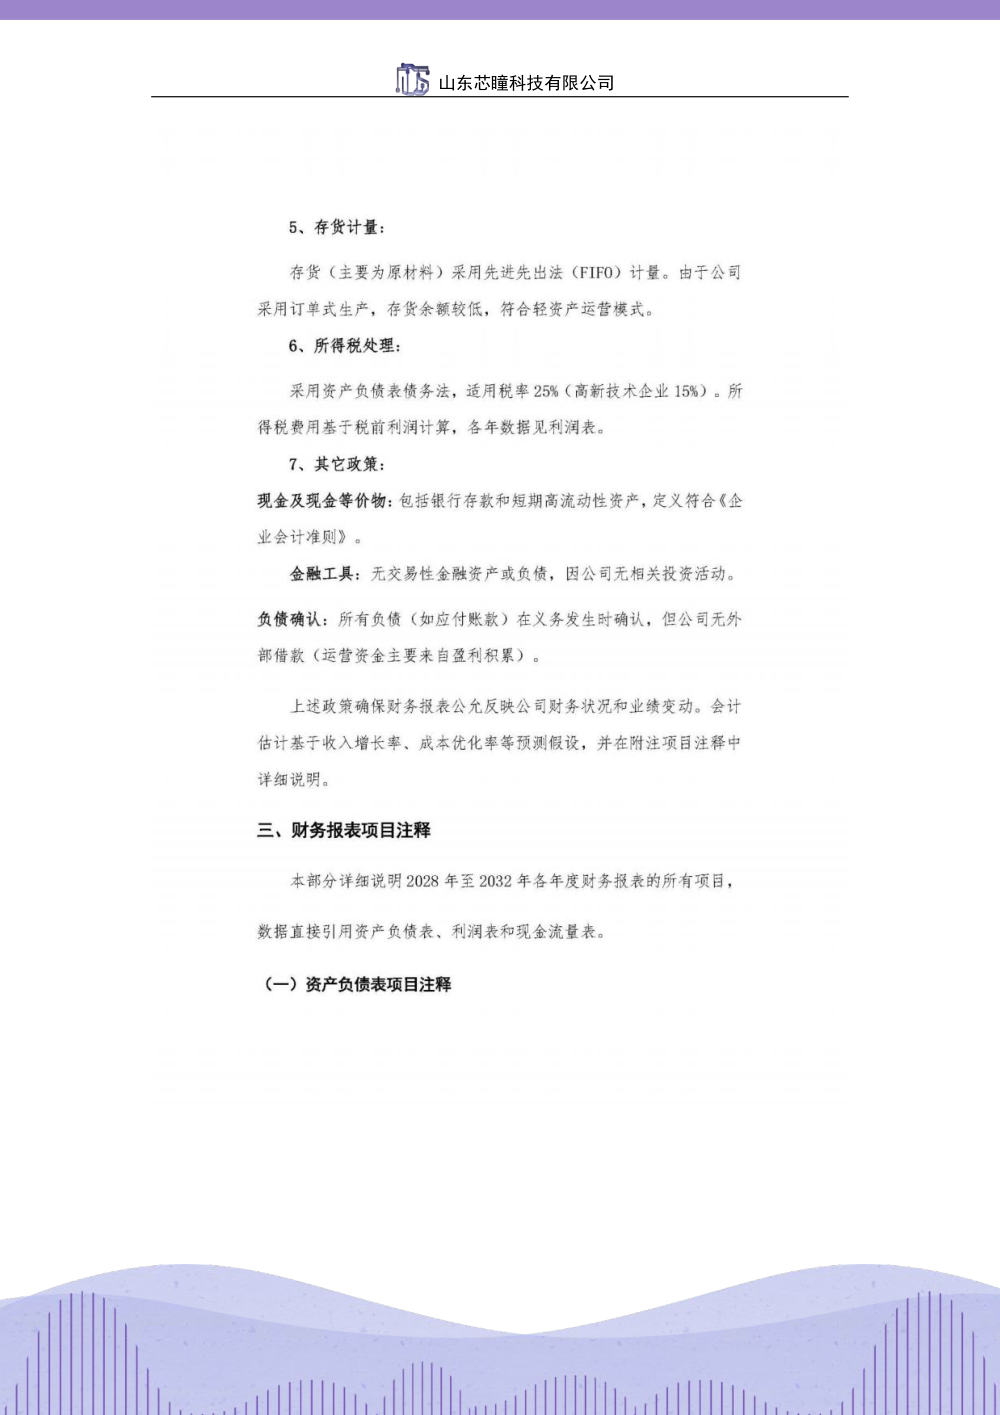 山东芯瞳科技有限公司
5、存货计量：
存货（主要为原材料）采用先进先出法（FIFO）计量。由于公司
采用订单式生产，存货余额较低，符合轻资产运营模式。
6、所得税处理：
采用资产负债表债务法，适用税率 25%（高新技术企业 15%）。所
得税费用基于税前利润计算，各年数据见利润表。
7、其它政策：
现金及现金等价物：包括银行存款和短期高流动性资产，定义符合《企
业会计准则》。
金融工具：无交易性金融资产或负债，因公司无相关投资活动。
负债确认：所有负债（如应付账款）在义务发生时确认，但公司无外
部借款（运营资金主要来自盈利积累）。
上述政策确保财务报表公允反映公司财务状况和业绩变动。会计
估计基于收入增长率、成本优化率等预测假设，并在附注项目注释中
详细说明。
三、财务报表项目注释
本部分详细说明 2028 年至 2032 年各年度财务报表的所有项目，
数据直接引用资产负债表、利润表和现金流量表。
（一）资产负债表项目注释